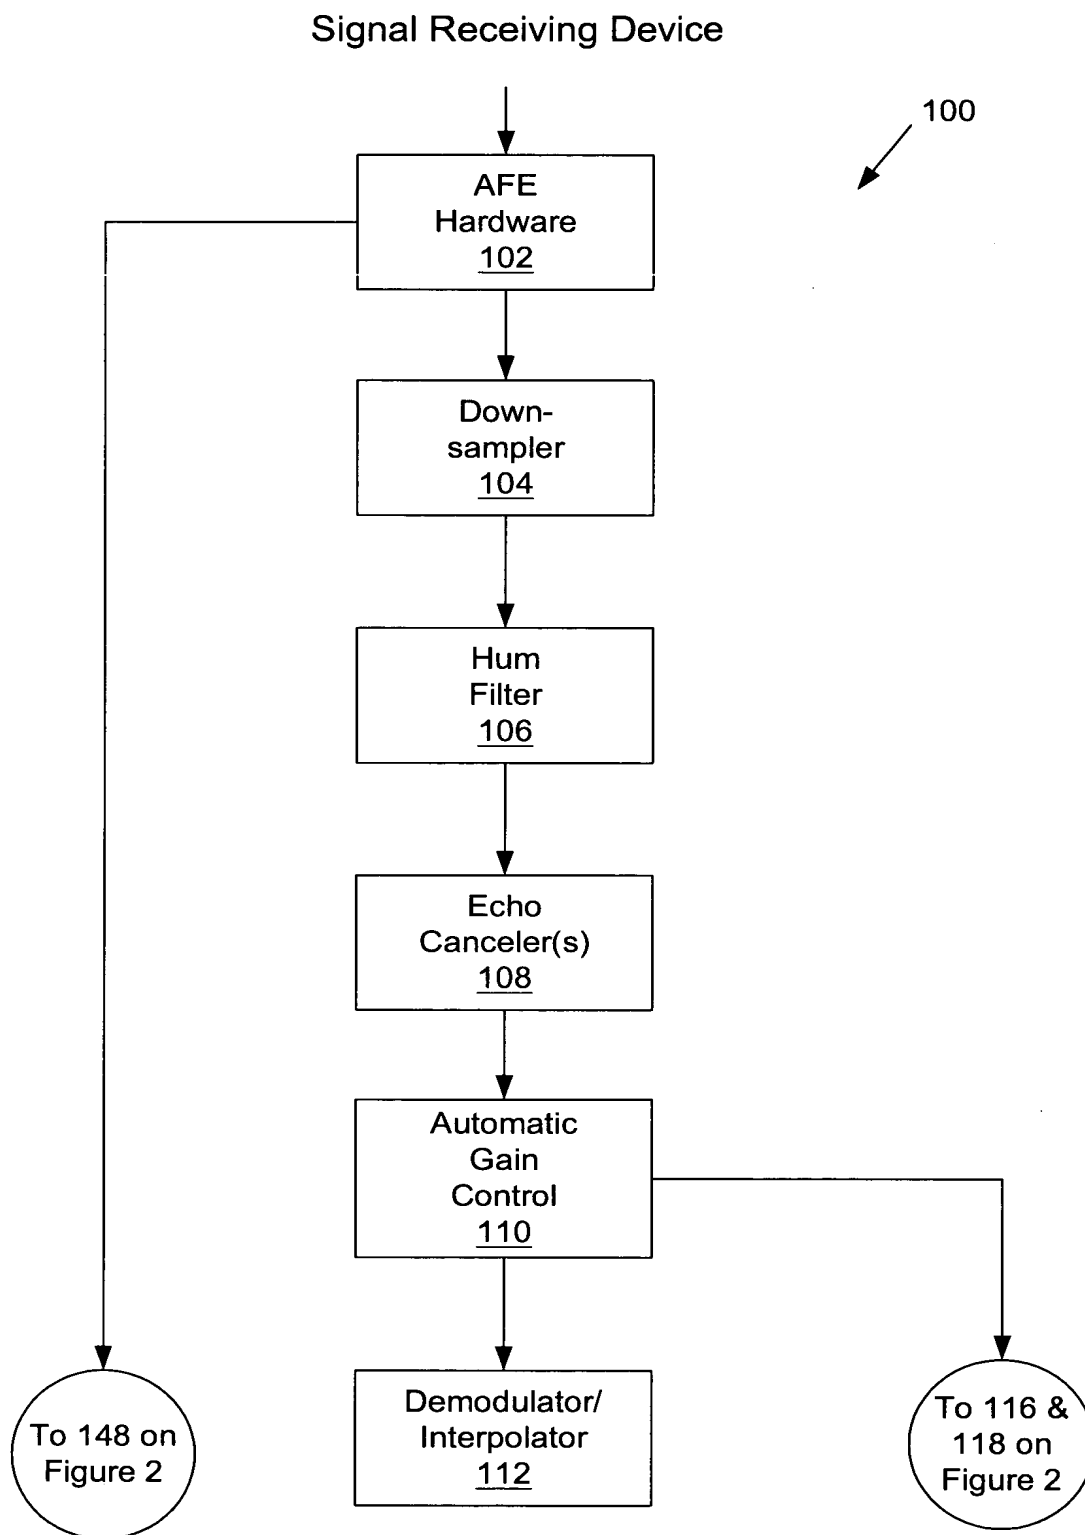 Signal Receiving Device
100
AFE
Hardware
102
Down-
sampler
104
Hum
Filter
106
Echo
Canceler(s)
108
Automatic
Gain
Control
110
Demodulator/
Interpolator
112
To 148 on
Figure 2
To 116 &
118 on
Figure 2